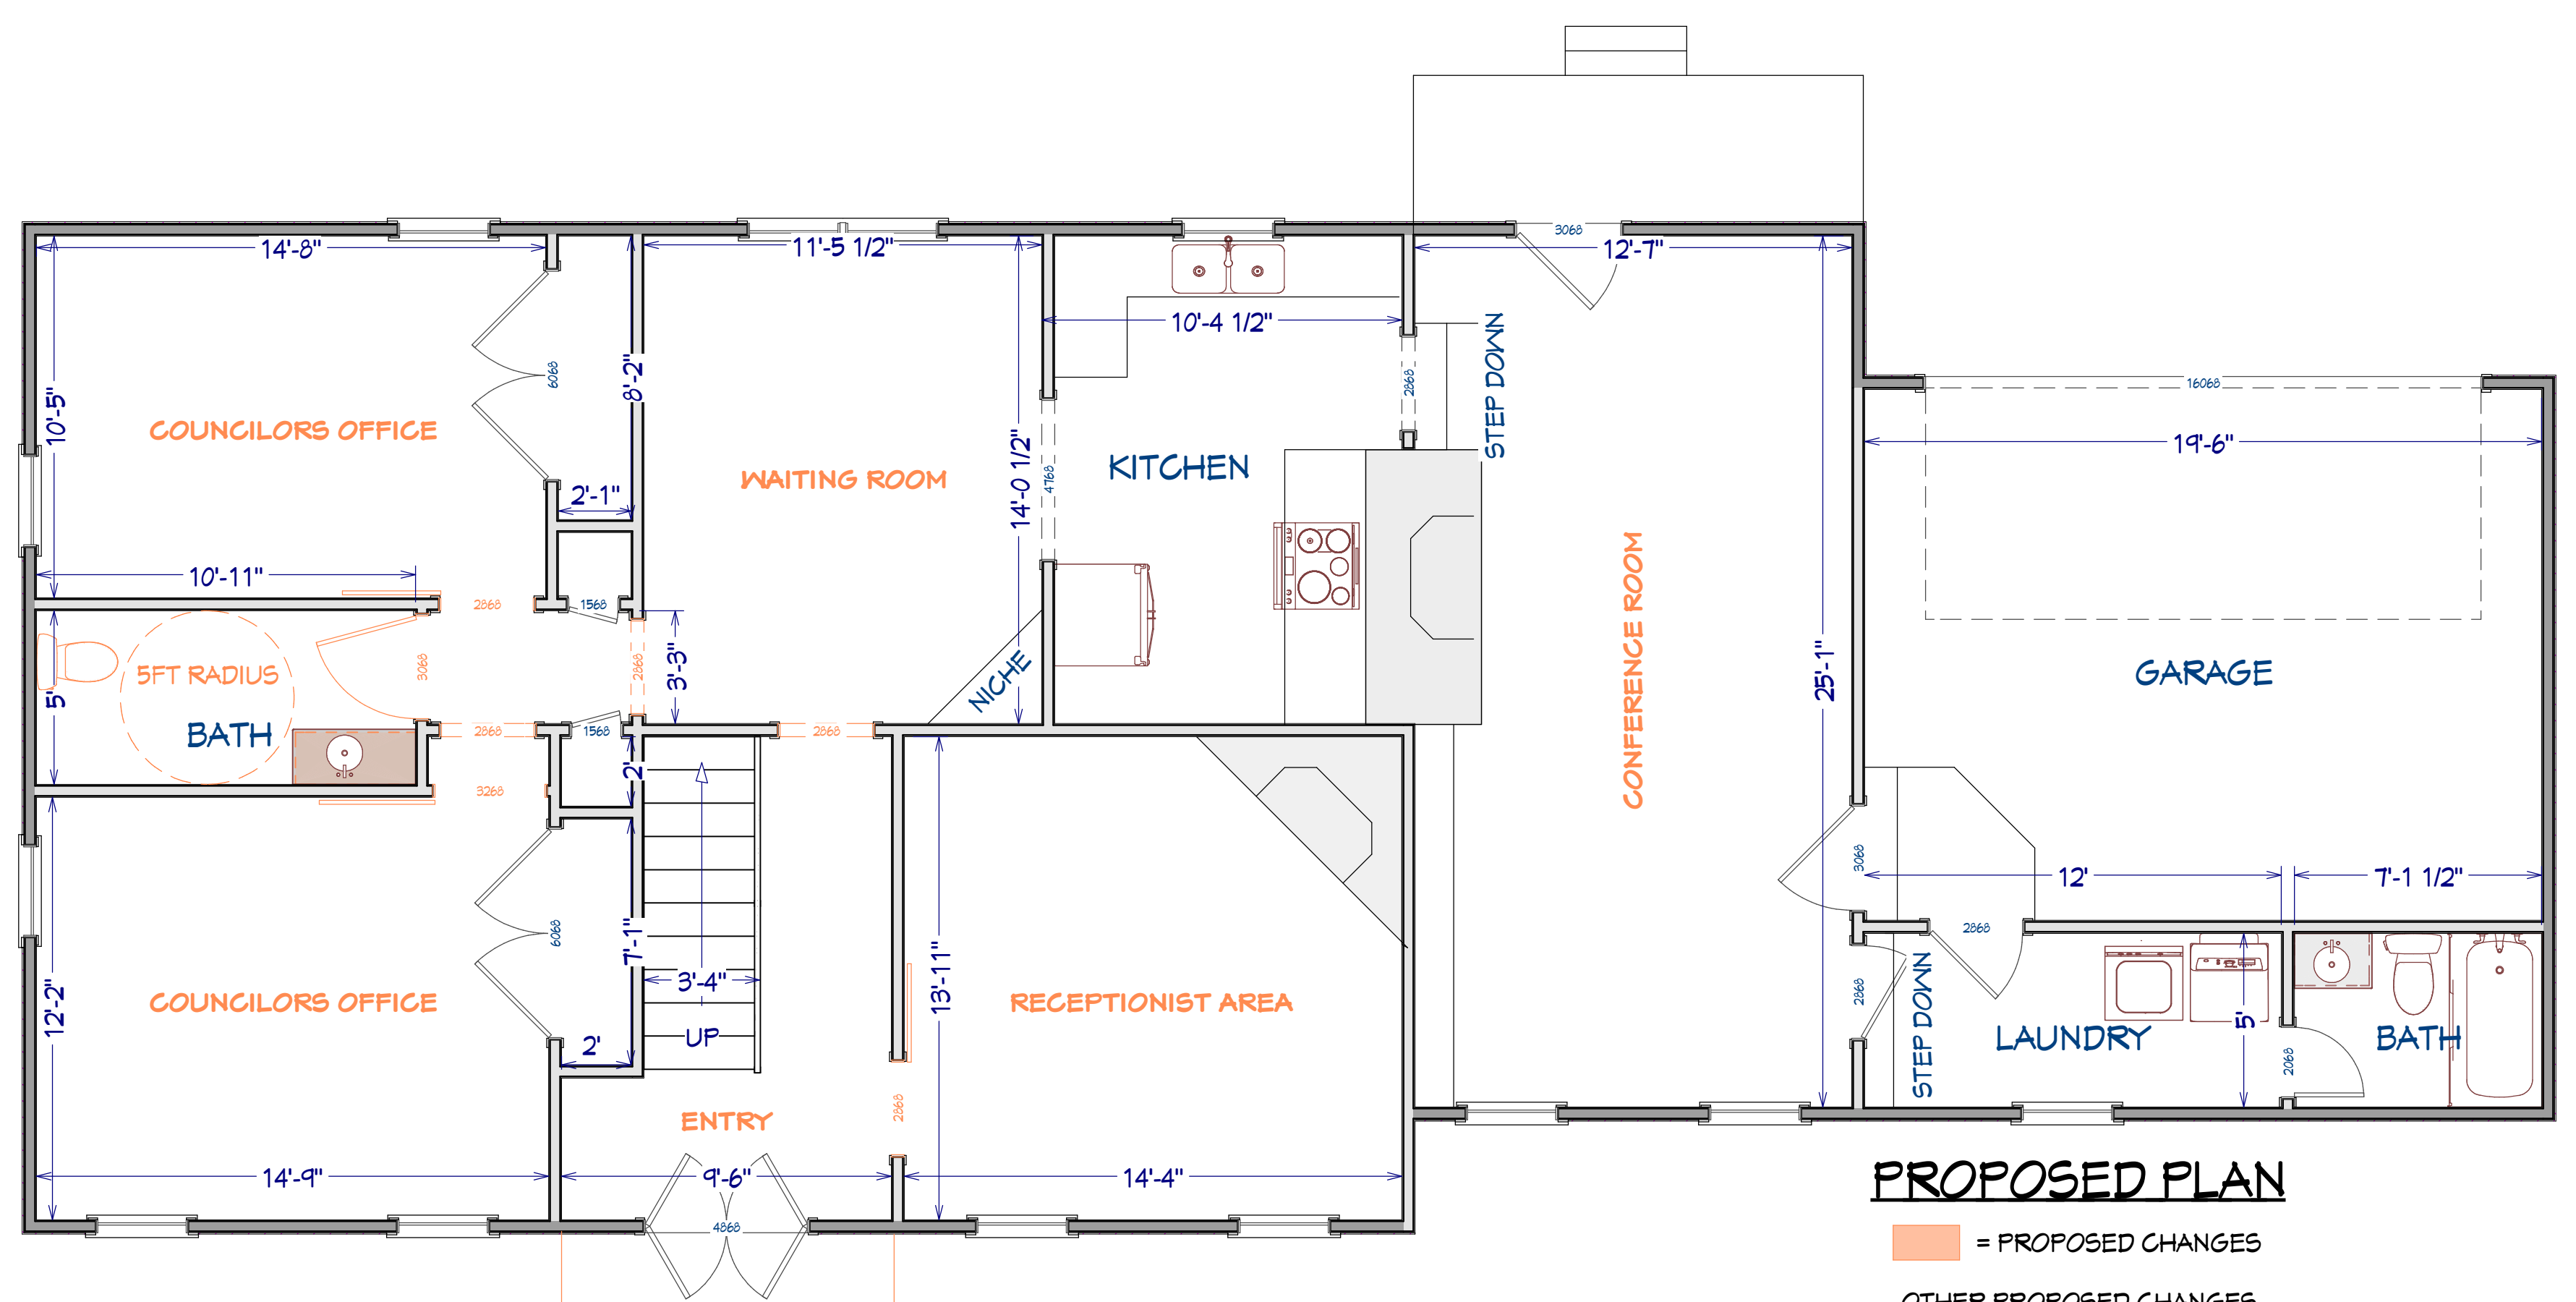 3068
14'-8"
11'-5 1/2"
12'-7"
10'-4 1/2"
STEP DOWN
6068
8'-2"
2868
16068
10'-5"
COUNCILORS OFFICE
19'-6"
WAITING ROOM
14'-0 1/2"
4768
KITCHEN
2'-1"
10'-11"
2868
1568
CONFERENCE ROOM
5'
5FT RADIUS
3068
2868
3'-3"
NICHE
25'-1"
GARAGE
BATH
2868
1568
2868
2'
3268
3068
12'
7'-1 1/2"
6068
7'-1"
2868
12'-2"
COUNCILORS OFFICE
3'-4"
13'-11"
RECEPTIONIST AREA
2868
STEP DOWN
5'
UP
2'
LAUNDRY
BATH
2068
ENTRY
2868
14'-9"
9'-6"
14'-4"
4868
PROPOSED PLAN
= PROPOSED CHANGES
OTHER PROPOSED CHANGES